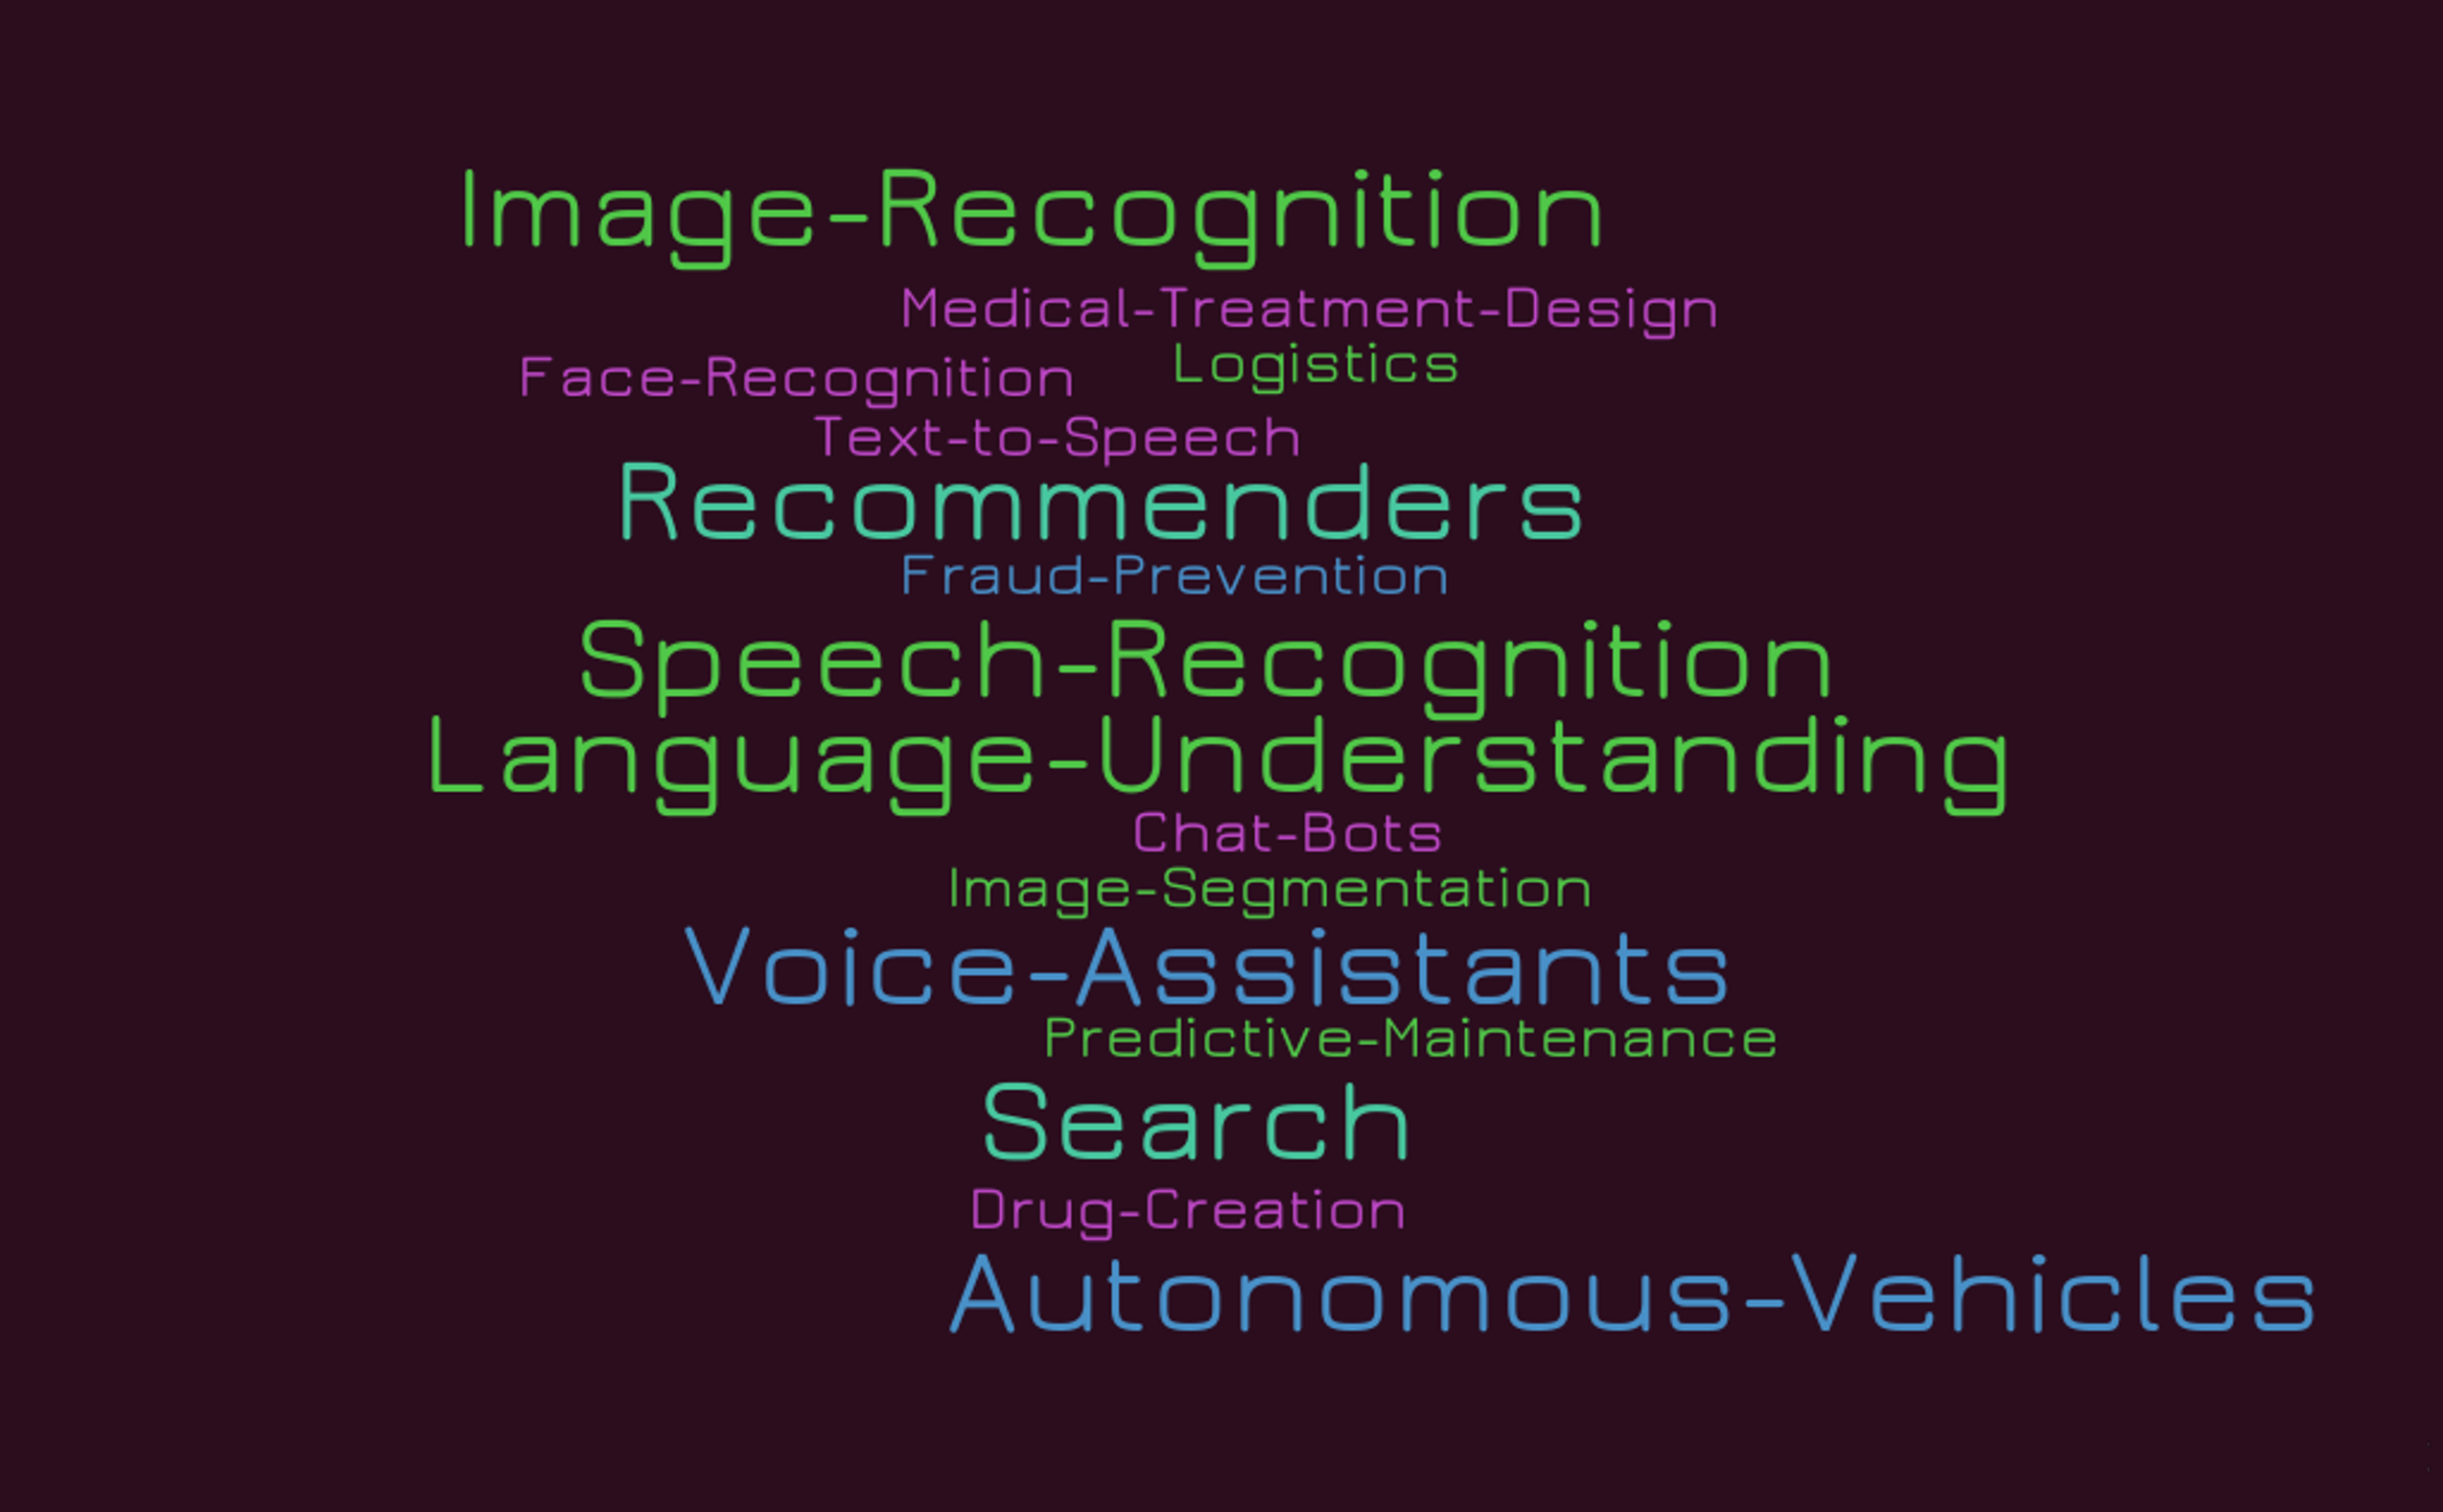 Image-Recognition
Medical-Treatment-Design
Logistics
Face-Recognition
Text-to-Speech
Recommenders
Fraud-Prevention
Speech-Recognition
Language-Understanding
Chat-Bots
Image-Segmentation
Voice-Assistants
Predictive-Maintenance
Search
Drug-Creation
Autonomous-Vehicles